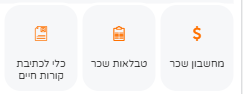 מחשבון שכר
טבלאות שכר
כלי לכתיבת
קורות חיים